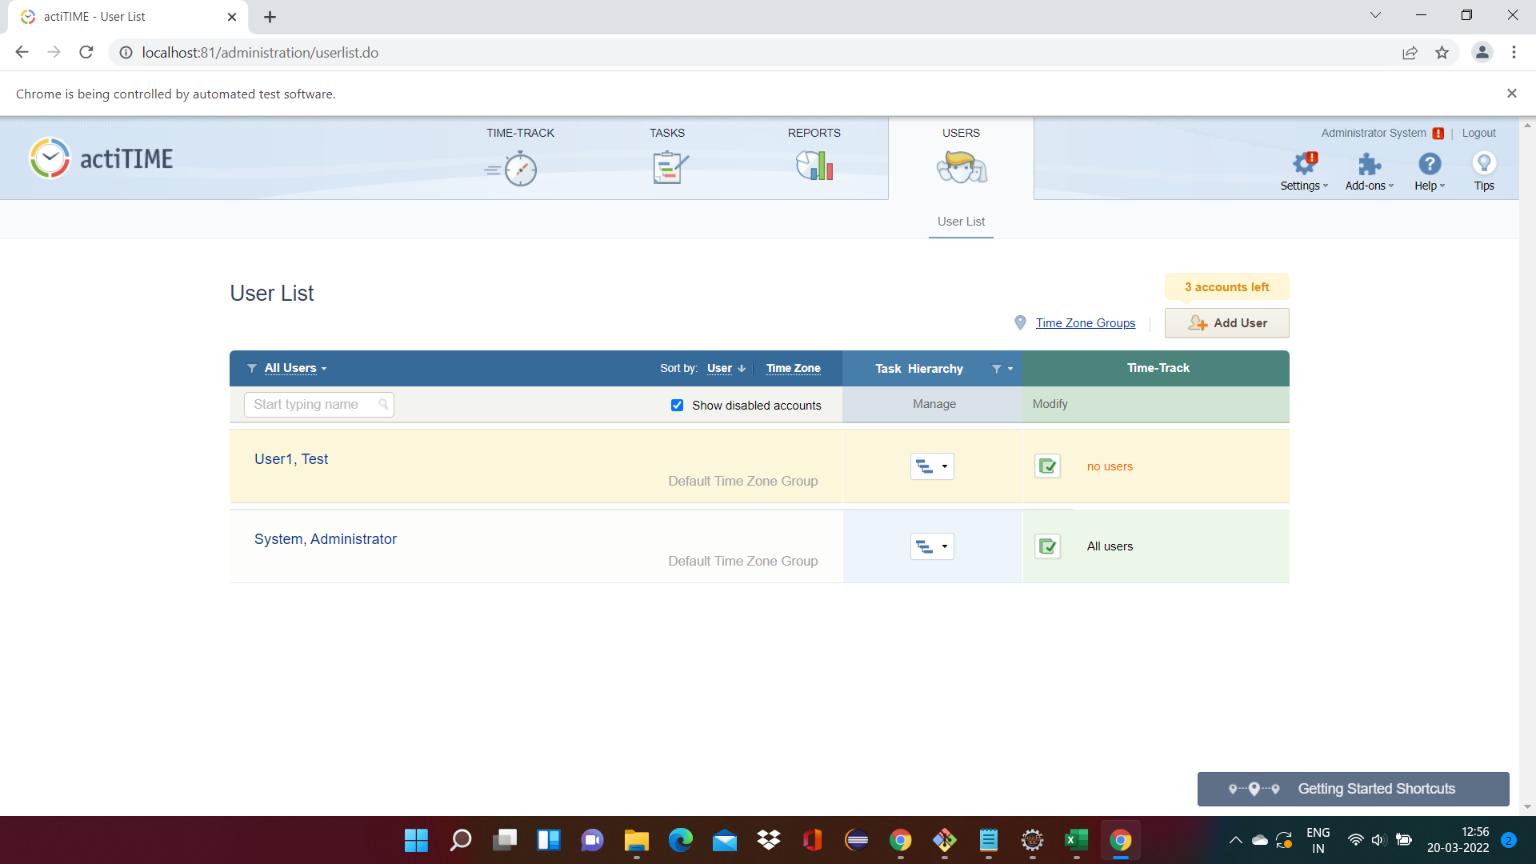 actiTIME - User List
localhost:81/administration/userlist.do
Chrome is being controlled by automated test software.
actiTIME
TIME-TRACK
TASKS
REPORTS
USERS
Administrator System ! | Logout
Settings
Add-ons
Help
Tips
User List
User List
3 accounts left
Time Zone Groups
Add User
All Users
Sort by: User Time Zone
Task Hierarchy
Time-Track
Start typing name
Show disabled accounts
Manage
Modify
User1, Test
Default Time Zone Group
no users
System, Administrator
Default Time Zone Group
All users
Getting Started Shortcuts
ENG
IN
12:56
20-03-2022
2